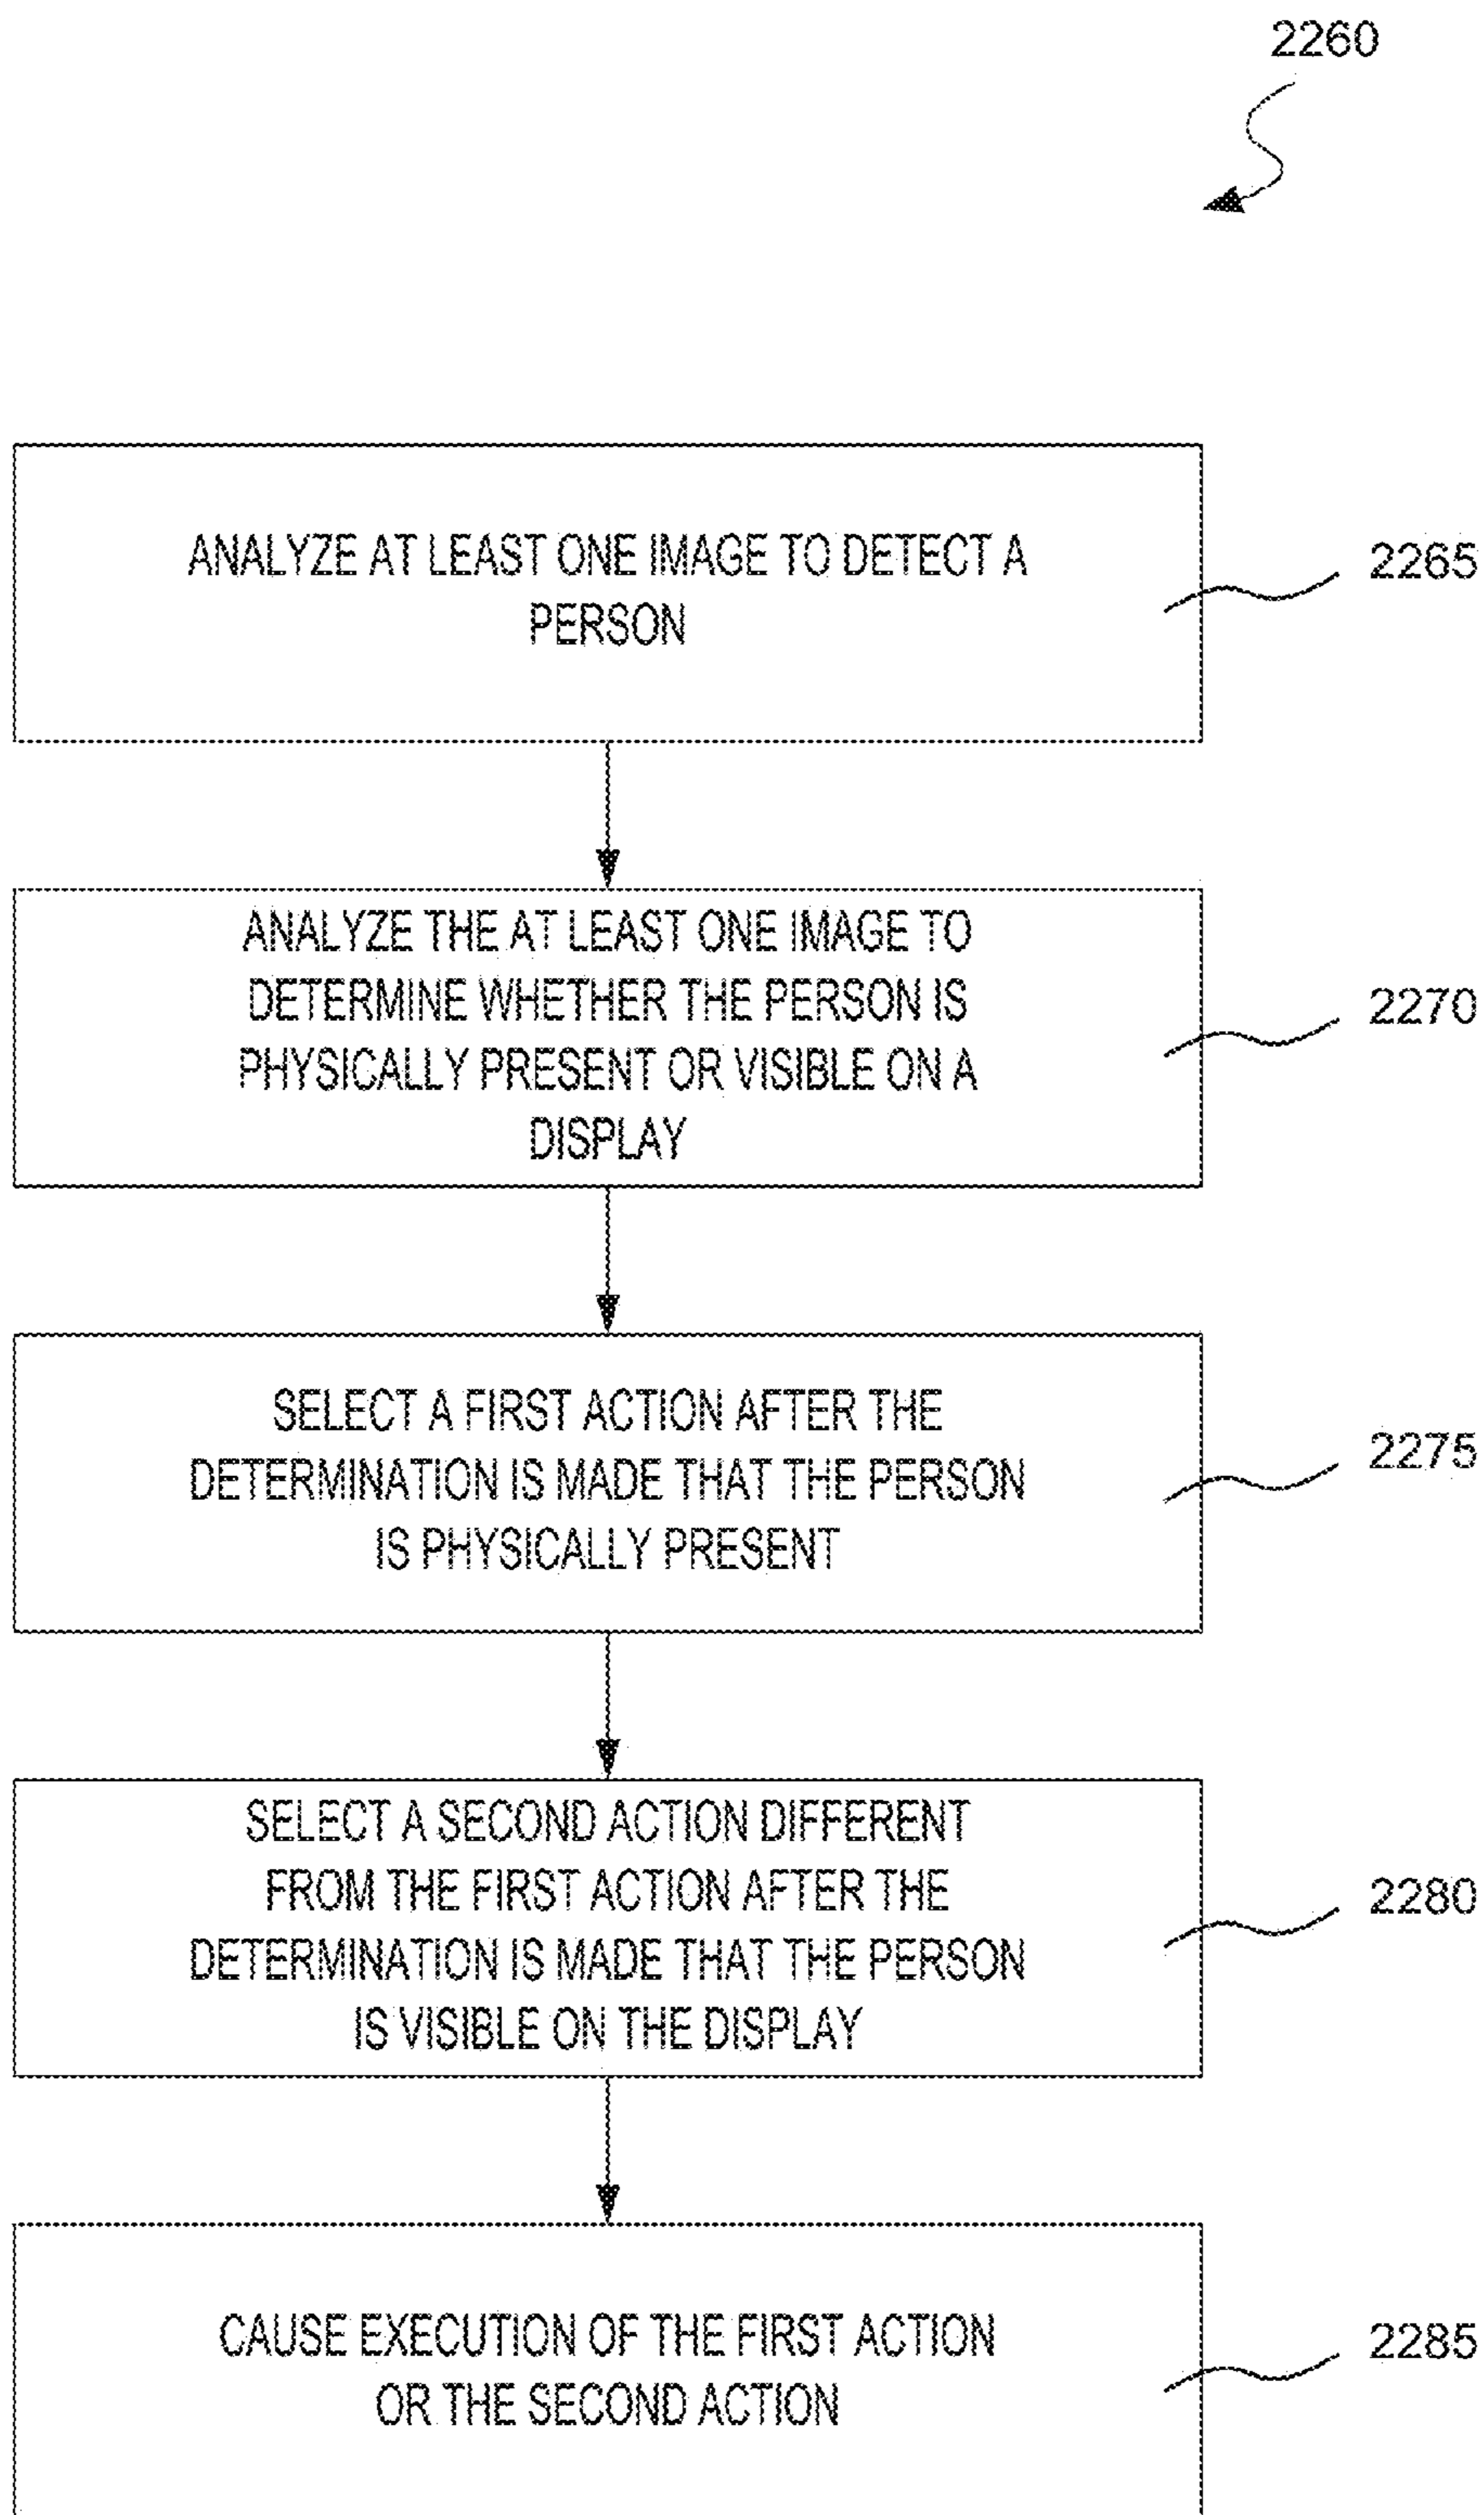 2260
ANALYZE AT LEAST ONE IMAGE TO DETECT A
PERSON
2265
ANALYZE THE AT LEAST ONE IMAGE TO
DETERMINE WHETHER THE PERSON IS
PHYSICALLY PRESENT OR VISIBLE ON A
DISPLAY
2270
SELECT A FIRST ACTION AFTER THE
DETERMINATION IS MADE THAT THE PERSON
IS PHYSICALLY PRESENT
2275
SELECT A SECOND ACTION DIFFERENT
FROM THE FIRST ACTION AFTER THE
DETERMINATION IS MADE THAT THE PERSON
IS VISIBLE ON THE DISPLAY
2280
CAUSE EXECUTION OF THE FIRST ACTION
OR THE SECOND ACTION
2285